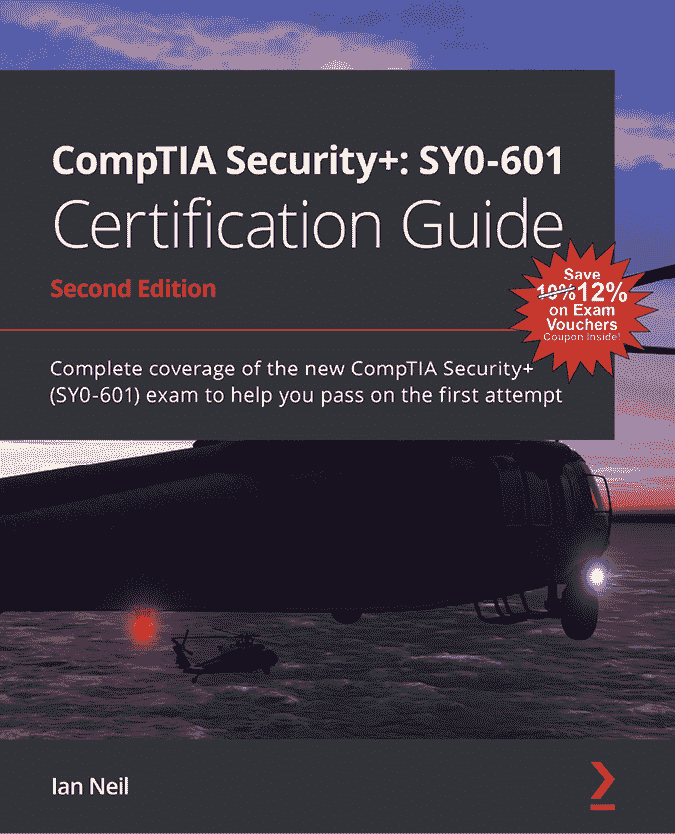 CompTIA Security+: SY0-601
Certification Guide
Second Edition
Save
10%12%
on Exam
Vouchers
Coupon Inside!
Complete coverage of the new CompTIA Security+
(SY0-601) exam to help you pass on the first attempt
Ian Neil